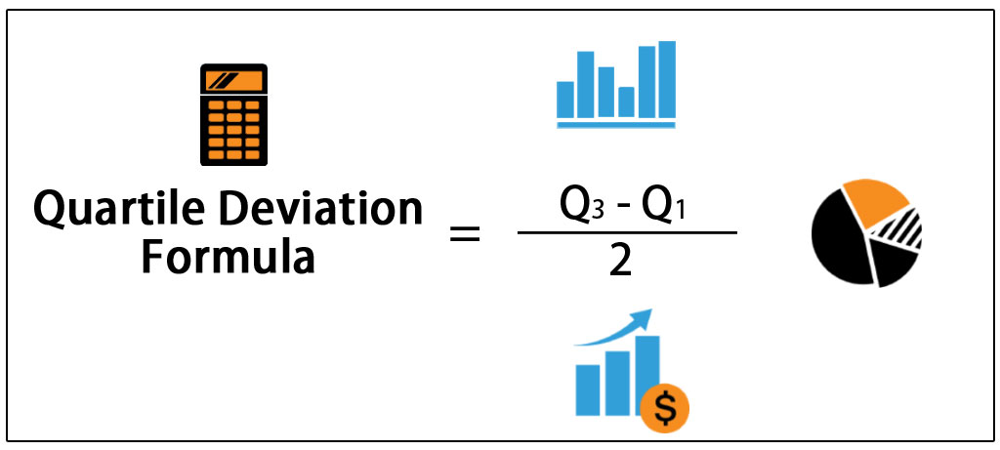 Quartile Deviation
Formula
=
Q3 - Q1
2
$